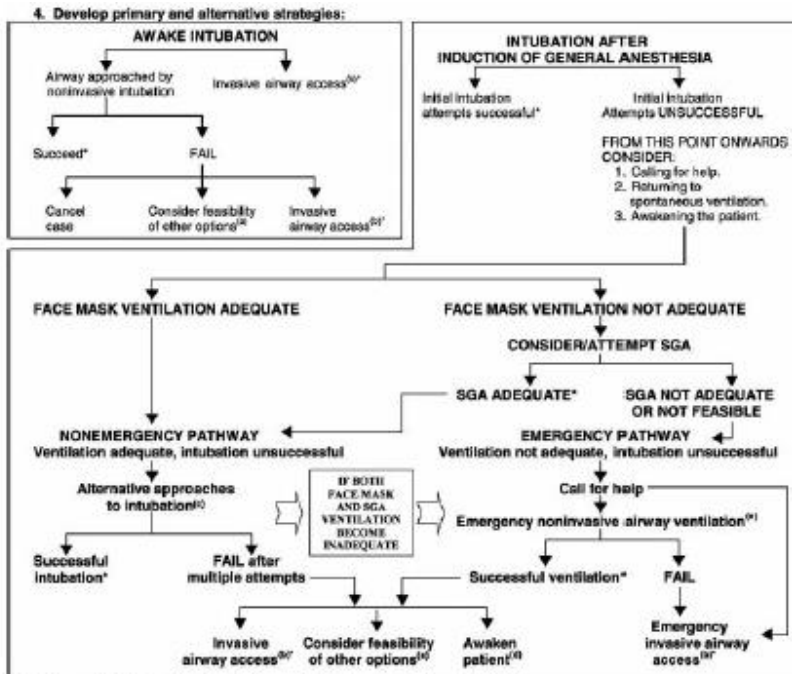 4. Develop primary and alternative strategies:
AWAKE INTUBATION
Airway approached by
noninvasive intubation
Invasive airway access(b)*
Succeed*
FAIL
Cancel
case
Consider feasibility
of other options(a)
Invasive
airway access
INTUBATION AFTER
INDUCTION OF GENERAL ANESTHESIA
Initial Intubation
attempts successful*
Initial Intubation
Attempts UNSUCCESSFUL
FROM THIS POINT ONWARDS
CONSIDER:
1. Calling for help.
2. Returning to
spontaneous ventilation.
3. Awakening the patient.
FACE MASK VENTILATION ADEQUATE
FACE MASK VENTILATION NOT ADEQUATE
CONSIDER/ATTEMPT SGA
SGA ADEQUATE*
SGA NOT ADEQUATE
OR NOT FEASIBLE
NONEMERGENCY PATHWAY
Ventilation adequate, intubation unsuccessful
EMERGENCY PATHWAY
Ventilation not adequate, intubation unsuccessful
Alternative approaches
to intubation(c)
IF BOTH
FACE MASK
AND SGA
VENTILATION
BECOME
INADEQUATE
Call for help
Emergency noninvasive airway ventilation(e)
Successful
intubation*
FAIL after
multiple attempts
Successful ventilation*
FAIL
Invasive
airway access(b)*
Consider feasibility
of other options(a)
Awaken
patient(d)
Emergency
invasive airway
access(b)*